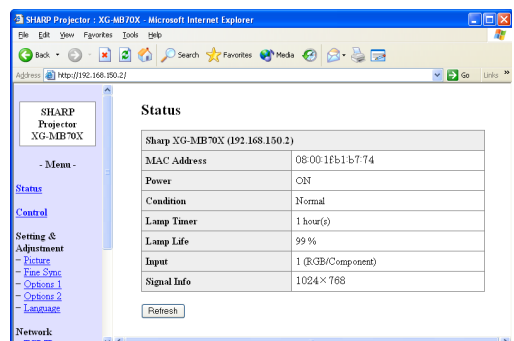 SHARP Projector : XG-MB70X - Microsoft Internet Explorer
File Edit View Favorites Tools Help
Back Search Favorites Media
Address http://192.168.150.2/ Go Links »
SHARP
Projector
XG-MB70X
- Menu -
Status
Control
Setting &
Adjustment
- Picture
- Fine Sync
- Options 1
- Options 2
- Language
Network
Status
Sharp XG-MB70X (192.168.150.2)
MAC Address 08:00:1f:b1:b7:74
Power ON
Condition Normal
Lamp Timer 1 hour(s)
Lamp Life 99 %
Input 1 (RGB/Component)
Signal Info 1024×768
Refresh